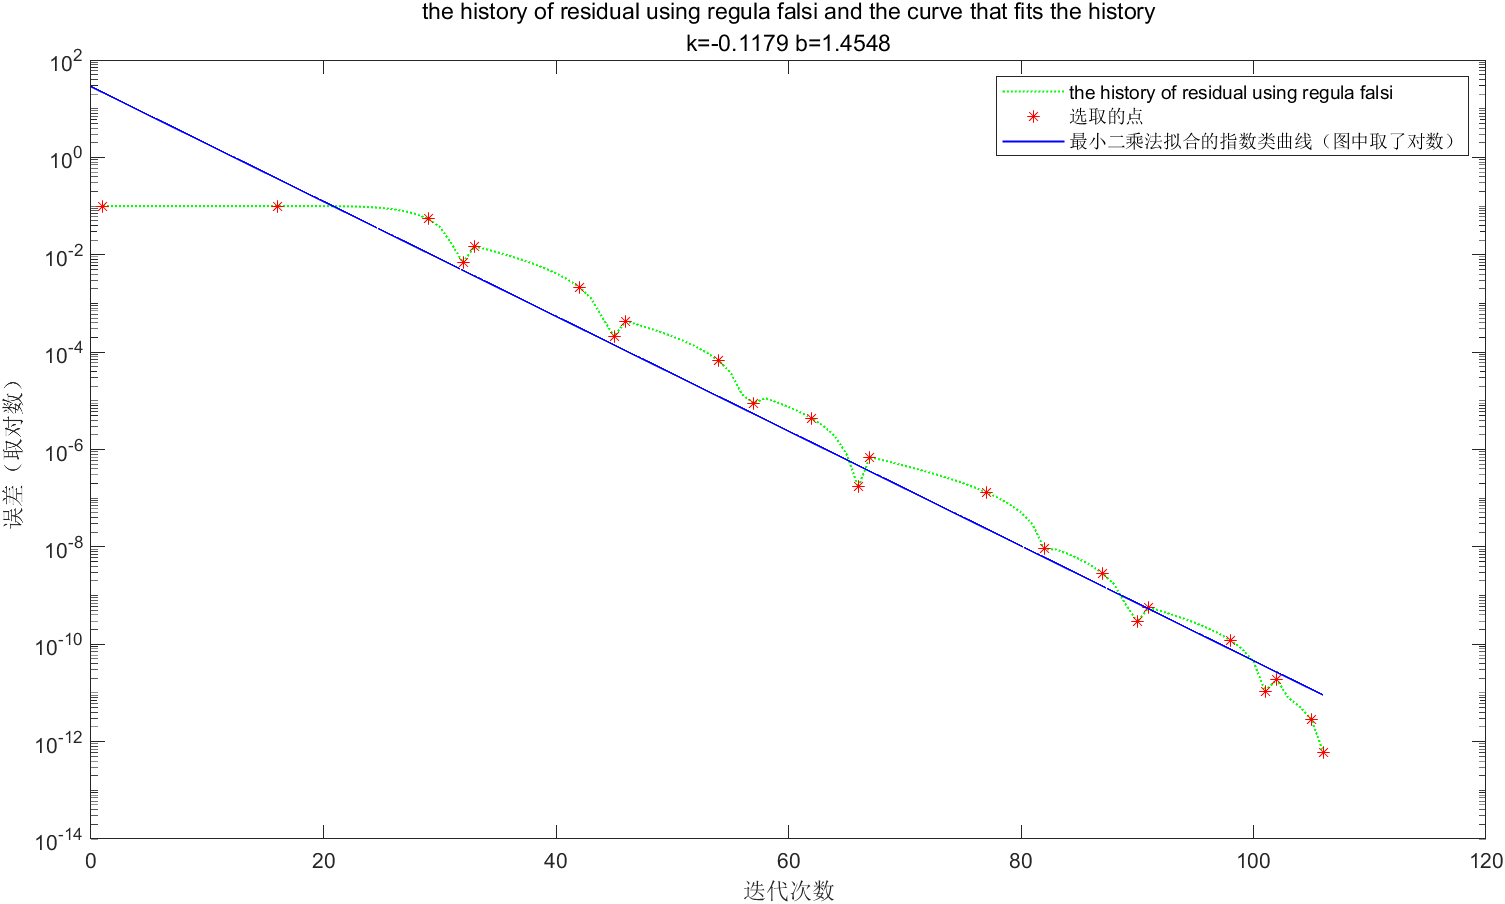 the history of residual using regula falsi and the curve that fits the history
k=-0.1179 b=1.4548
the history of residual using regula falsi
选取的点
最小二乘法拟合的指数类曲线（图中取了对数）
10^2
10^0
10^-2
10^-4
10^-6
10^-8
10^-10
10^-12
10^-14
误差（取对数）
0 20 40 60 80 100 120
迭代次数